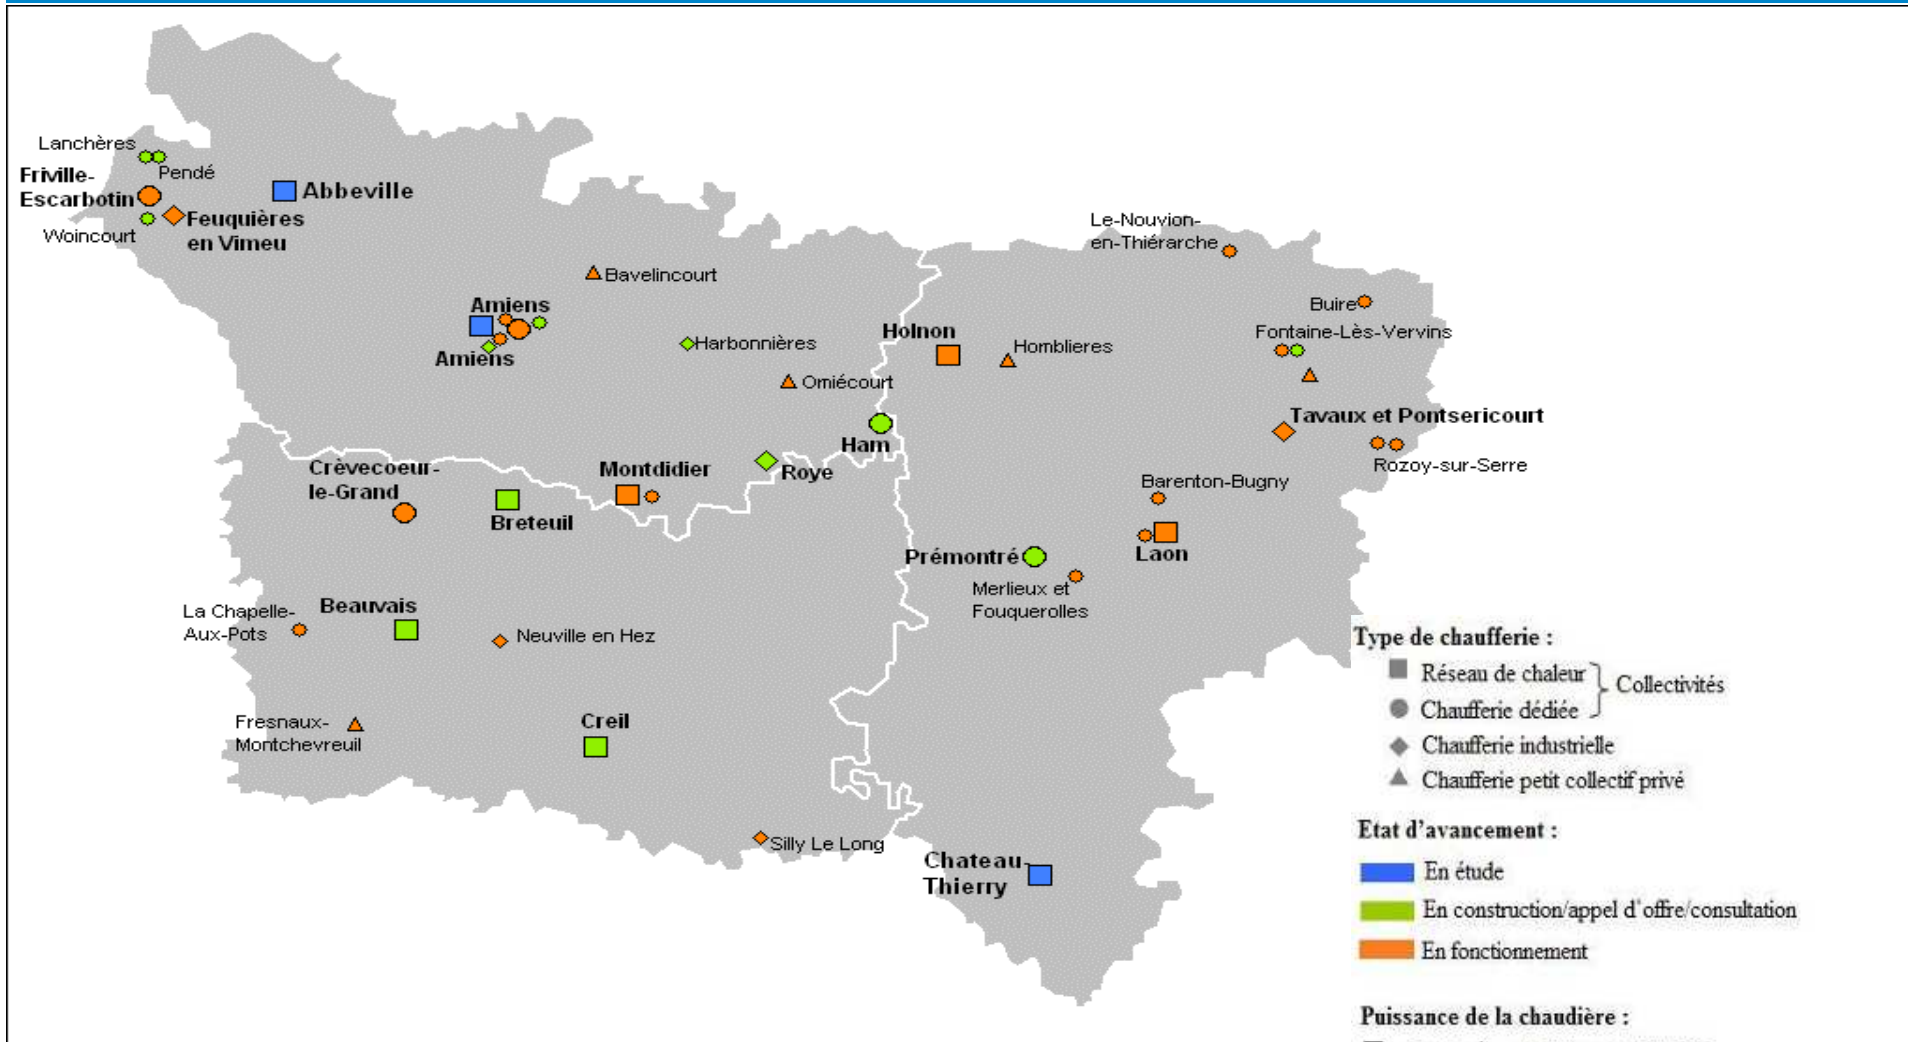 Lanchères
Pendé
Friville-
Escarbotin
Woincourt
Feuquières
en Vimeu
Abbeville
Bavelincourt
Amiens
Amiens
Harbonnières
Omiécourt
Ham
Roye
Montdidier
Crèvecoeur-
le-Grand
Breteuil
La Chapelle-
Aux-Pots
Beauvais
Neuville en Hez
Fresnaux-
Montchevreuil
Creil
Silly Le Long
Le-Nouvion-
en-Thiérarche
Buire
Fontaine-Lès-Vervins
Holnon
Homblieres
Tavaux et Pontsericourt
Rozoy-sur-Serre
Barenton-Bugny
Laon
Prémontré
Merlieux et
Fouquerolles
Chateau-
Thierry
Type de chaufferie :
Réseau de chaleur
Chaufferie dédiée
Collectivités
Chaufferie industrielle
Chaufferie petit collectif privé
Etat d'avancement :
En étude
En construction/appel d'offre/consultation
En fonctionnement
Puissance de la chaudière :